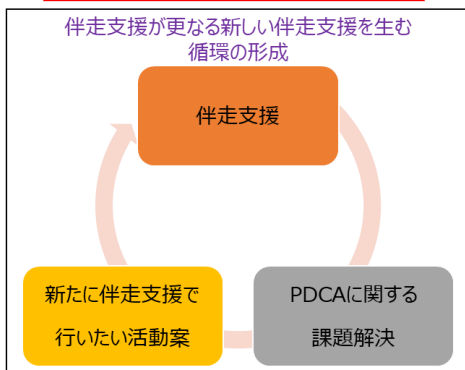 伴走支援が更なる新しい伴走支援を生む
循環の形成
伴走支援
新たに伴走支援で
行いたい活動案
PDCAに関する
課題解決